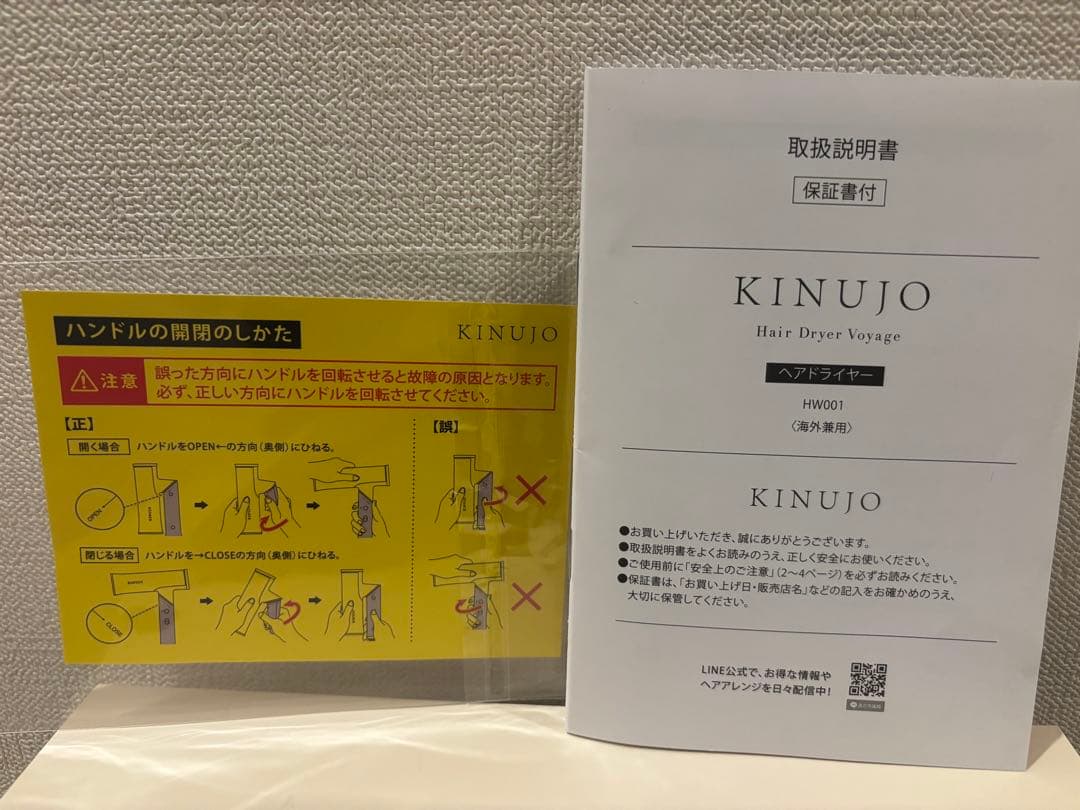 ハンドルの開閉のしかた
KINUJO
注意
誤った方向にハンドルを回転させると故障の原因となります。
必ず、正しい方向にハンドルを回転させてください。
【正】
【誤】
開く場合 ハンドルをOPEN←の方向(奥側)にひねる。
OPEN←
閉じる場合 ハンドルを→CLOSEの方向(奥側)にひねる。
→CLOSE
取扱説明書
保証書付
KINUJO
Hair Dryer Voyage
ヘアドライヤー
HW001
〈海外兼用〉
KINUJO
●お買い上げいただき、誠にありがとうございます。
●取扱説明書をよくお読みのうえ、正しく安全にお使いください。
●ご使用前に「安全上のご注意」(2〜4ページ)を必ずお読みください。
●保証書は、「お買い上げ日・販売店名」などの記入をお確かめのうえ、
大切に保管してください。
LINE公式で、お得な情報や
ヘアアレンジを日々配信中!